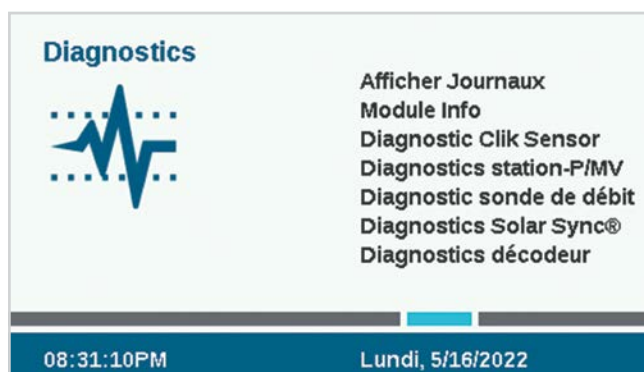 Diagnostics
Afficher Journaux
Module Info
Diagnostic Clik Sensor
Diagnostics station-P/MV
Diagnostic sonde de débit
Diagnostics Solar Sync®
Diagnostics décodeur
08:31:10PM
Lundi, 5/16/2022